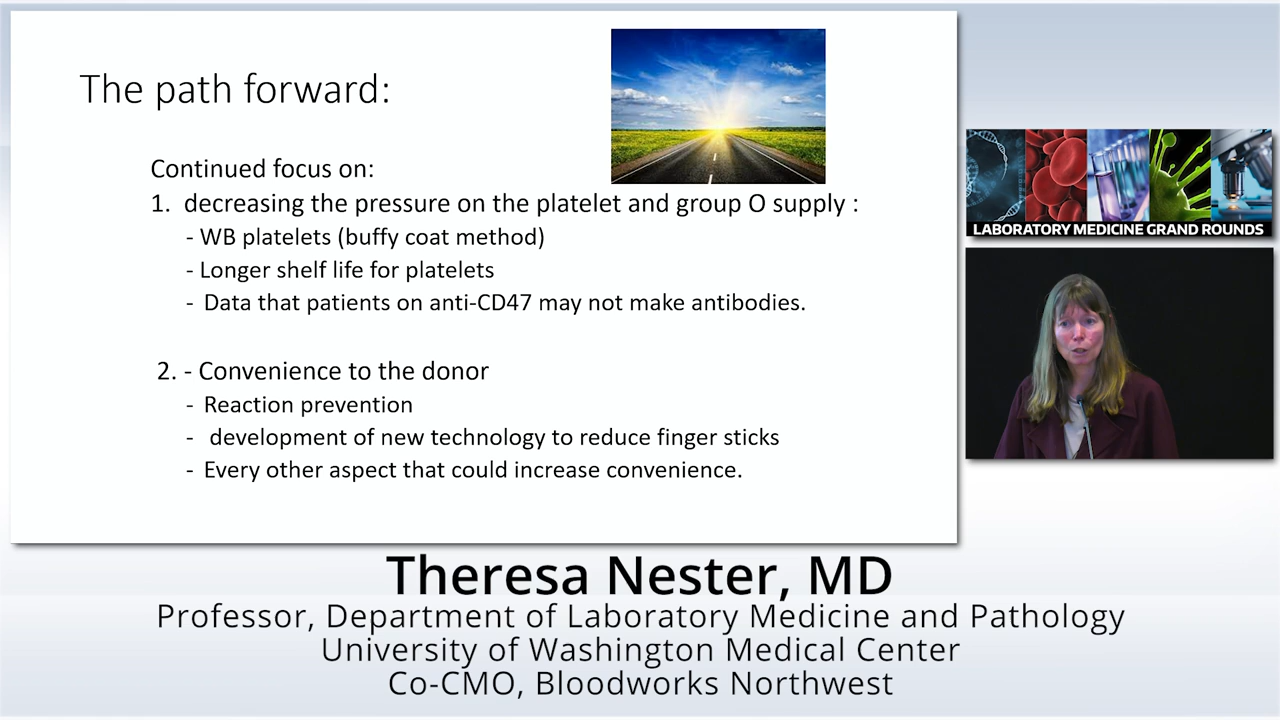 The path forward:
Continued focus on:
1. decreasing the pressure on the platelet and group O supply :
- WB platelets (buffy coat method)
- Longer shelf life for platelets
- Data that patients on anti-CD47 may not make antibodies.
2. - Convenience to the donor
- Reaction prevention
- development of new technology to reduce finger sticks
- Every other aspect that could increase convenience.
LABORATORY MEDICINE GRAND ROUNDS
Theresa Nester, MD
Professor, Department of Laboratory Medicine and Pathology
University of Washington Medical Center
Co-CMO, Bloodworks Northwest